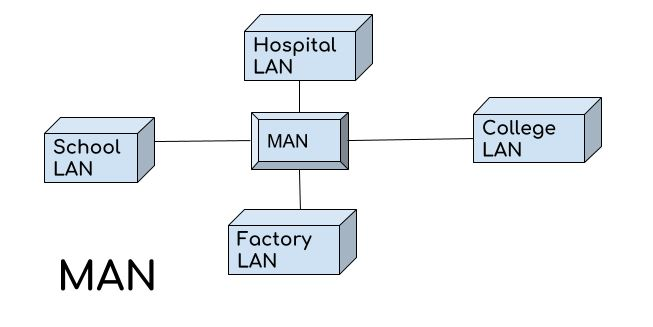 Hospital
LAN
School
LAN
MAN
College
LAN
Factory
LAN
MAN